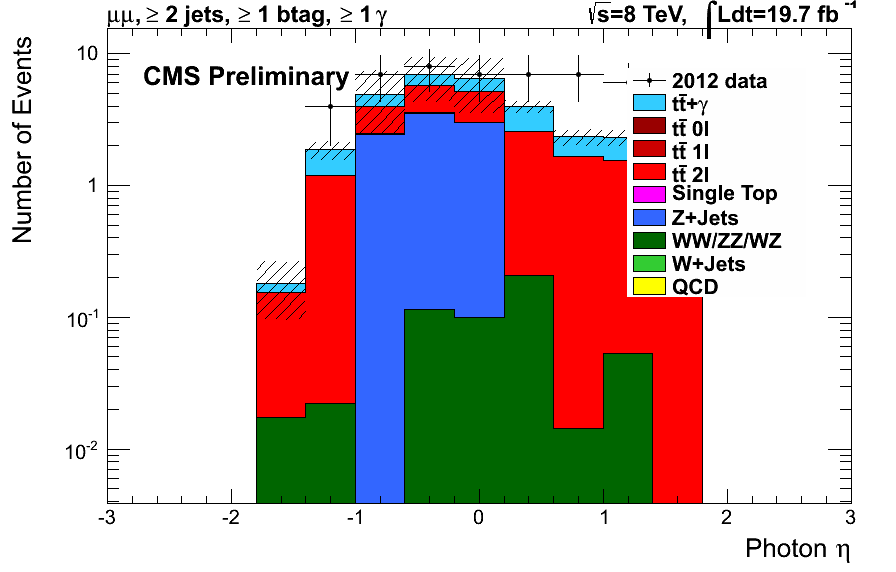 μμ, ≥ 2 jets, ≥ 1 btag, ≥ 1 γ
√s=8 TeV, ∫Ldt=19.7 fb⁻¹
CMS Preliminary
2012 data
tt̄+γ
tt̄ 0l
tt̄ 1l
tt̄ 2l
Single Top
Z+Jets
WW/ZZ/WZ
W+Jets
QCD
Number of Events
10
1
10⁻¹
10⁻²
-3 -2 -1 0 1 2 3
Photon η